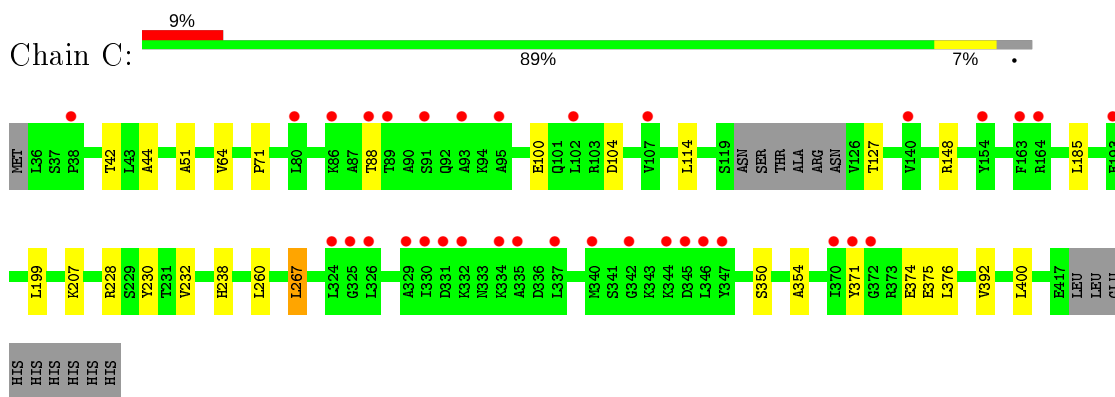 9%
Chain C:
89% 7% •
MET L36 S37 P38 T42 L43 A44 A51 V64 P71 L80 K86 A87 T88 T89 A90 S91 Q92 A93 K94 A95 E100 Q101 L102 R103 D104 V107 L114 S119 ASN SER THR ALA ARG ASN V126 T127 V140 R148 Y154 F163 R164 L185
L199 K207 R228 S229 Y230 T231 V232 H238 L260 L267 L324 G325 L326 A329 I330 D331 K332 N333 K334 A335 D336 L337 M340 S341 G342 K343 K344 D345 L346 Y347 S350 A354 I370 Y371 G372 R373 E374 E375 L376 V392 L400 E417 LEU LEU GLU
HIS HIS HIS HIS HIS HIS